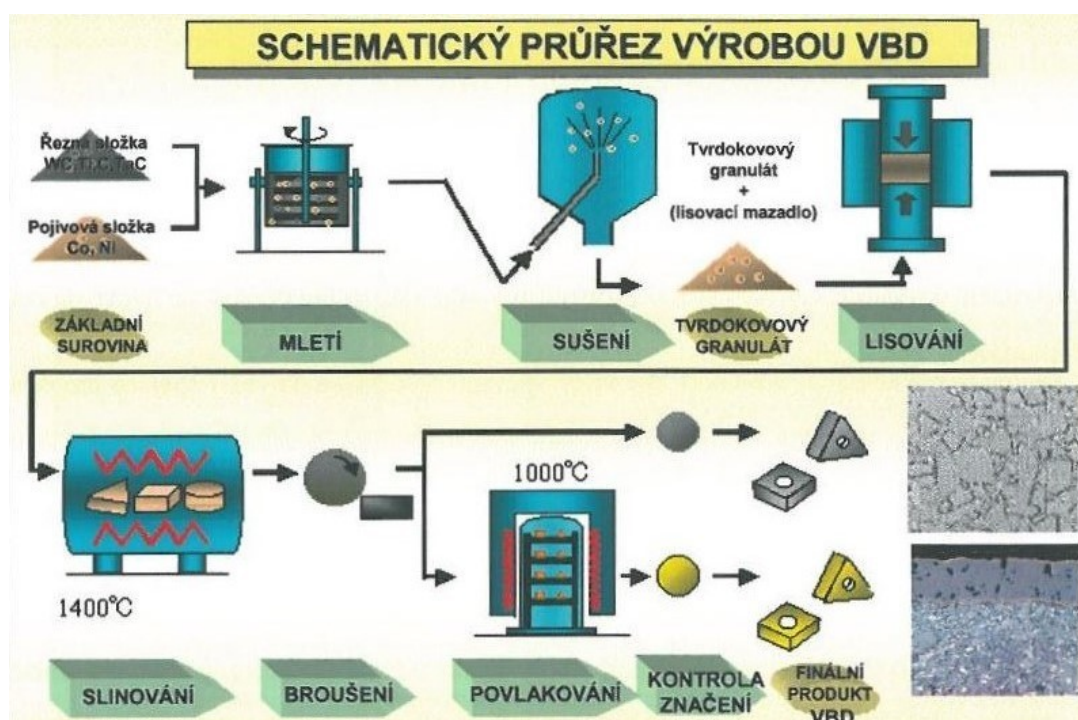 SCHEMATICKÝ PRŮŘEZ VÝROBOU VBD
Řezná složka
WC,TiC,TaC
Pojivová složka
Co, Ni
Tvrdokovový
granulát
+
(lisovací mazadlo)
ZÁKLADNÍ
SUROVINA
MLETÍ
SUŠENÍ
TVRDOKOVOVÝ
GRANULÁT
LISOVÁNÍ
1400°C
1000°C
SLINOVÁNÍ
BROUŠENÍ
POVLAKOVÁNÍ
KONTROLA
ZNAČENÍ
FINÁLNÍ
PRODUKT
VBD